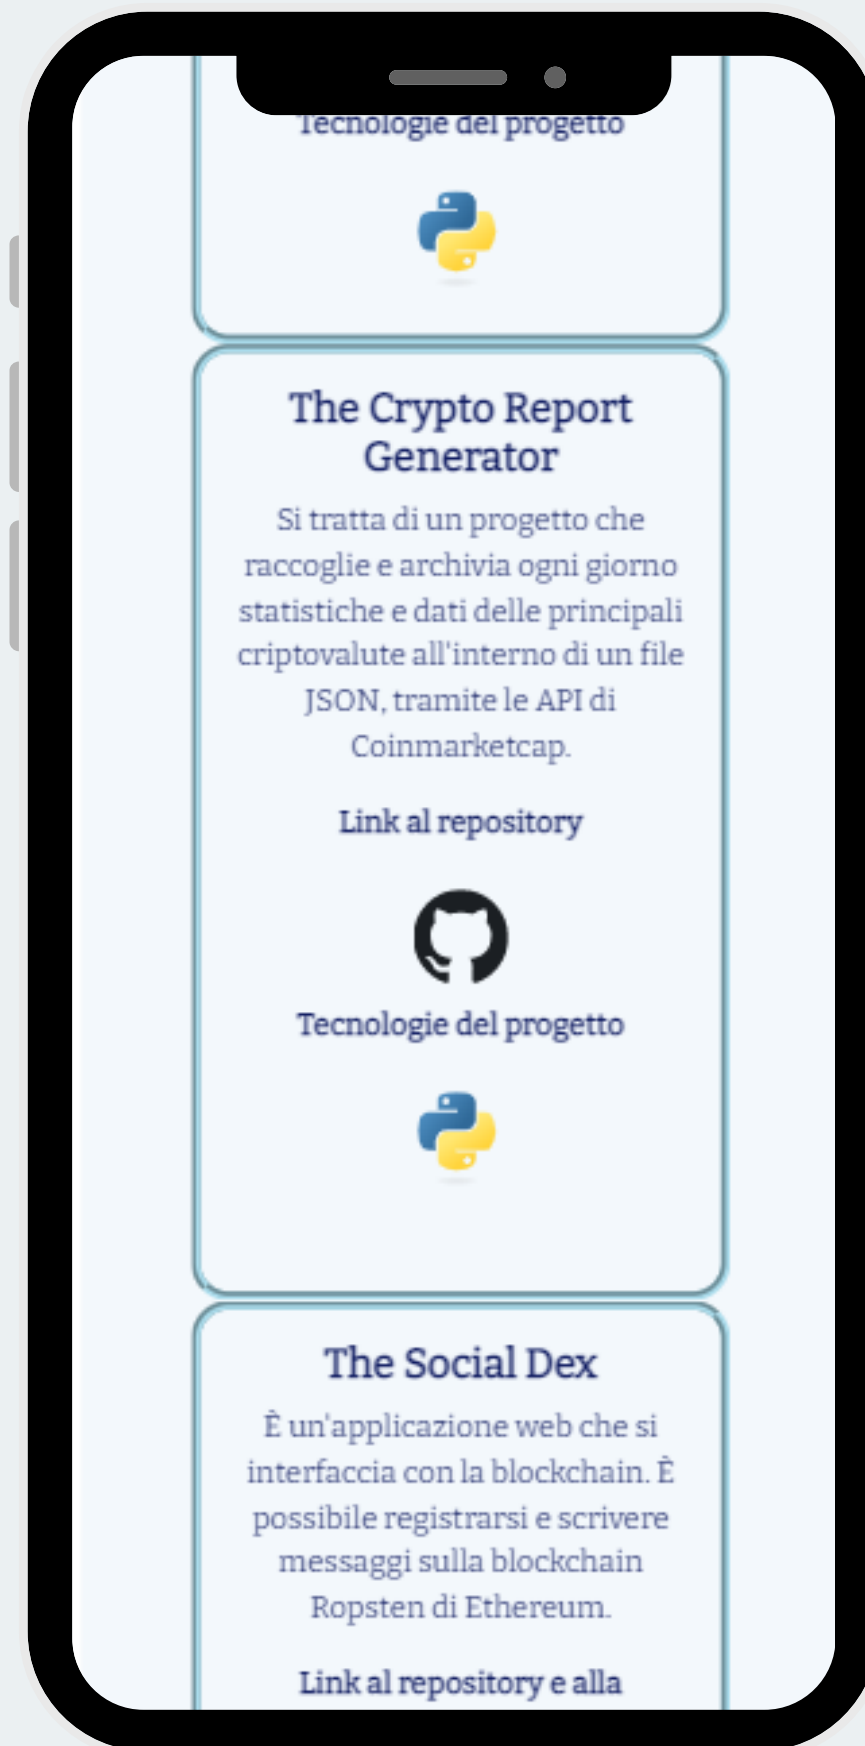 Tecnologie del progetto
The Crypto Report
Generator
Si tratta di un progetto che
raccoglie e archivia ogni giorno
statistiche e dati delle principali
criptovalute all'interno di un file
JSON, tramite le API di
Coinmarketcap.
Link al repository
Tecnologie del progetto
The Social Dex
È un'applicazione web che si
interfaccia con la blockchain. È
possibile registrarsi e scrivere
messaggi sulla blockchain
Ropsten di Ethereum.
Link al repository e alla